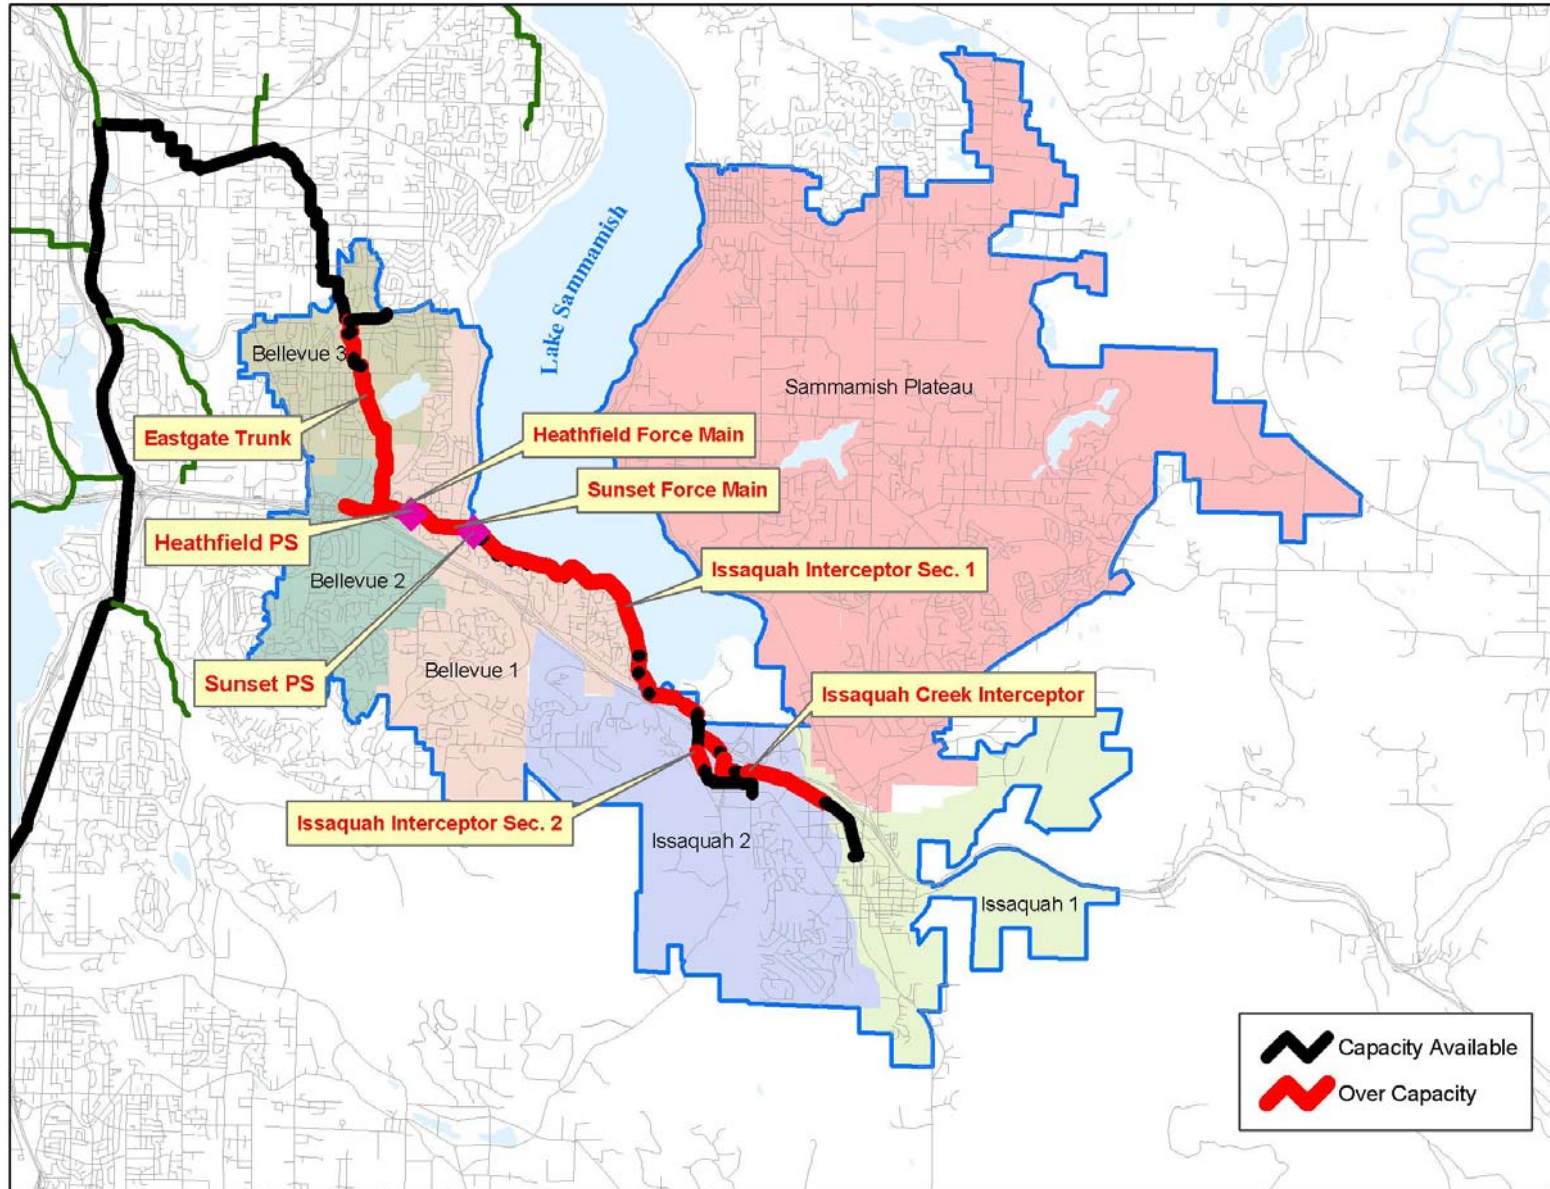 Lake Sammamish
Bellevue 3
Sammamish Plateau
Eastgate Trunk
Heathfield Force Main
Sunset Force Main
Heathfield PS
Issaquah Interceptor Sec. 1
Bellevue 2
Bellevue 1
Sunset PS
Issaquah Creek Interceptor
Issaquah Interceptor Sec. 2
Issaquah 2
Issaquah 1
Capacity Available
Over Capacity